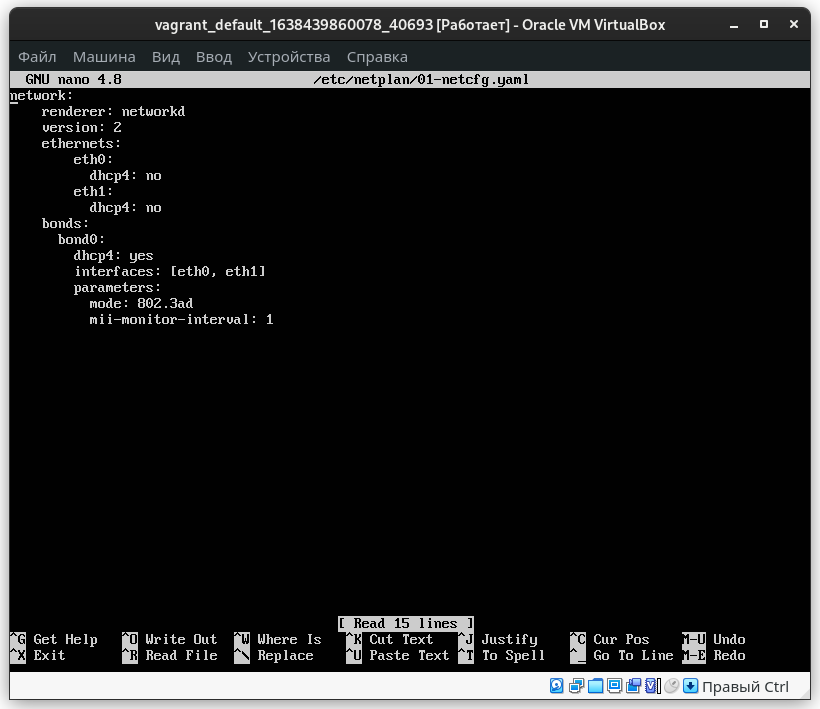 vagrant_default_1638439860078_40693 [Работает] - Oracle VM VirtualBox
Файл Машина Вид Ввод Устройства Справка
GNU nano 4.8 /etc/netplan/01-netcfg.yaml
network:
    renderer: networkd
    version: 2
    ethernets:
        eth0:
          dhcp4: no
        eth1:
          dhcp4: no
    bonds:
      bond0:
        dhcp4: yes
        interfaces: [eth0, eth1]
        parameters:
          mode: 802.3ad
          mii-monitor-interval: 1
[ Read 15 lines ]
^G Get Help ^O Write Out ^W Where Is ^K Cut Text ^J Justify ^C Cur Pos M-U Undo
^X Exit ^R Read File ^\ Replace ^U Paste Text ^T To Spell ^_ Go To Line M-E Redo
Правый Ctrl